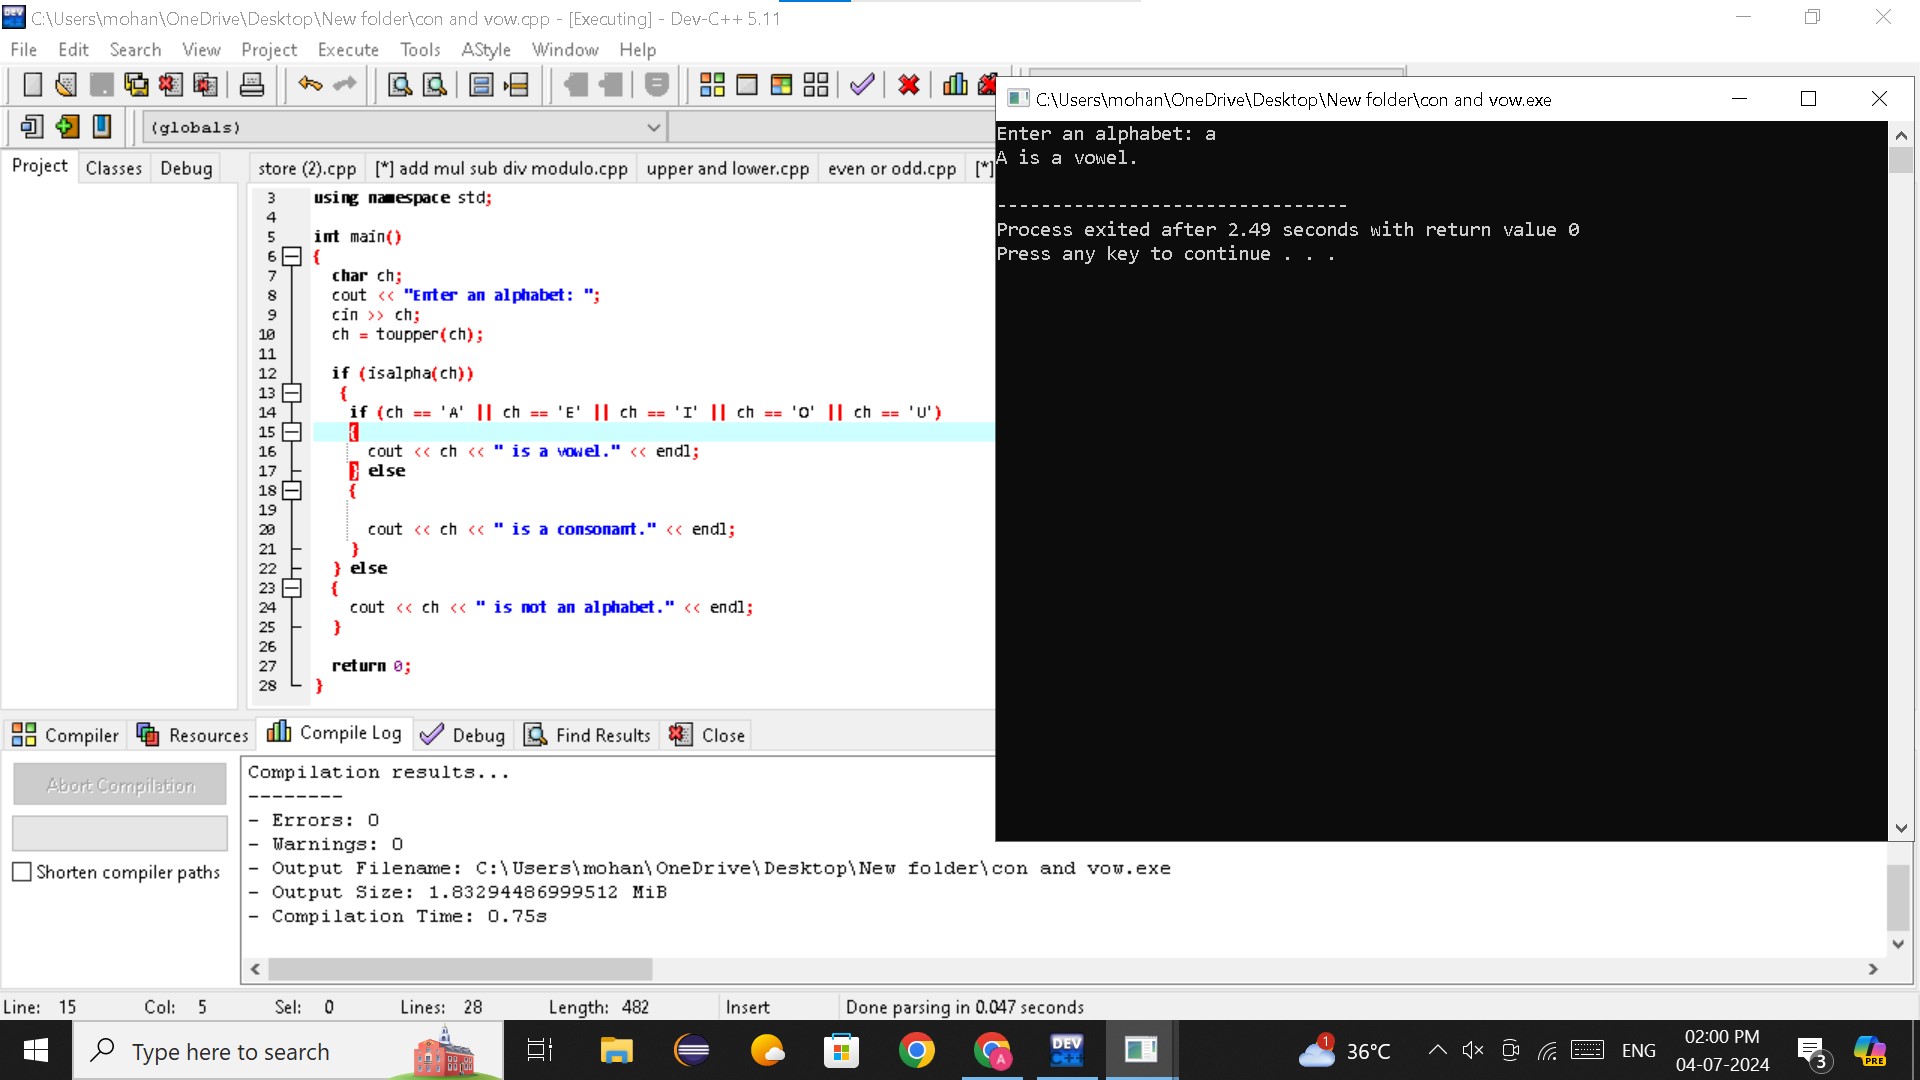 C:\Users\mohan\OneDrive\Desktop\New folder\con and vow.cpp - [Executing] - Dev-C++ 5.11
File Edit Search View Project Execute Tools AStyle Window Help
(globals)
Project Classes Debug
store (2).cpp [*] add mul sub div modulo.cpp upper and lower.cpp even or odd.cpp [*]
3 using namespace std;
4
5 int main()
6 {
7 char ch;
8 cout << "Enter an alphabet: ";
9 cin >> ch;
10 ch = toupper(ch);
11
12 if (isalpha(ch))
13 {
14 if (ch == 'A' || ch == 'E' || ch == 'I' || ch == 'O' || ch == 'U')
15 {
16 cout << ch << " is a vowel." << endl;
17 } else
18 {
19
20 cout << ch << " is a consonant." << endl;
21 }
22 } else
23 {
24 cout << ch << " is not an alphabet." << endl;
25 }
26
27 return 0;
28 }
C:\Users\mohan\OneDrive\Desktop\New folder\con and vow.exe
Enter an alphabet: a
A is a vowel.
--------------------------------
Process exited after 2.49 seconds with return value 0
Press any key to continue . . .
Compiler Resources Compile Log Debug Find Results Close
Abort Compilation
Shorten compiler paths
Compilation results...
--------
- Errors: 0
- Warnings: 0
- Output Filename: C:\Users\mohan\OneDrive\Desktop\New folder\con and vow.exe
- Output Size: 1.83294486999512 MiB
- Compilation Time: 0.75s
Line: 15 Col: 5 Sel: 0 Lines: 28 Length: 482 Insert Done parsing in 0.047 seconds
Type here to search
DEV C++
1
36°C
ENG
02:00 PM
04-07-2024
3
PRE